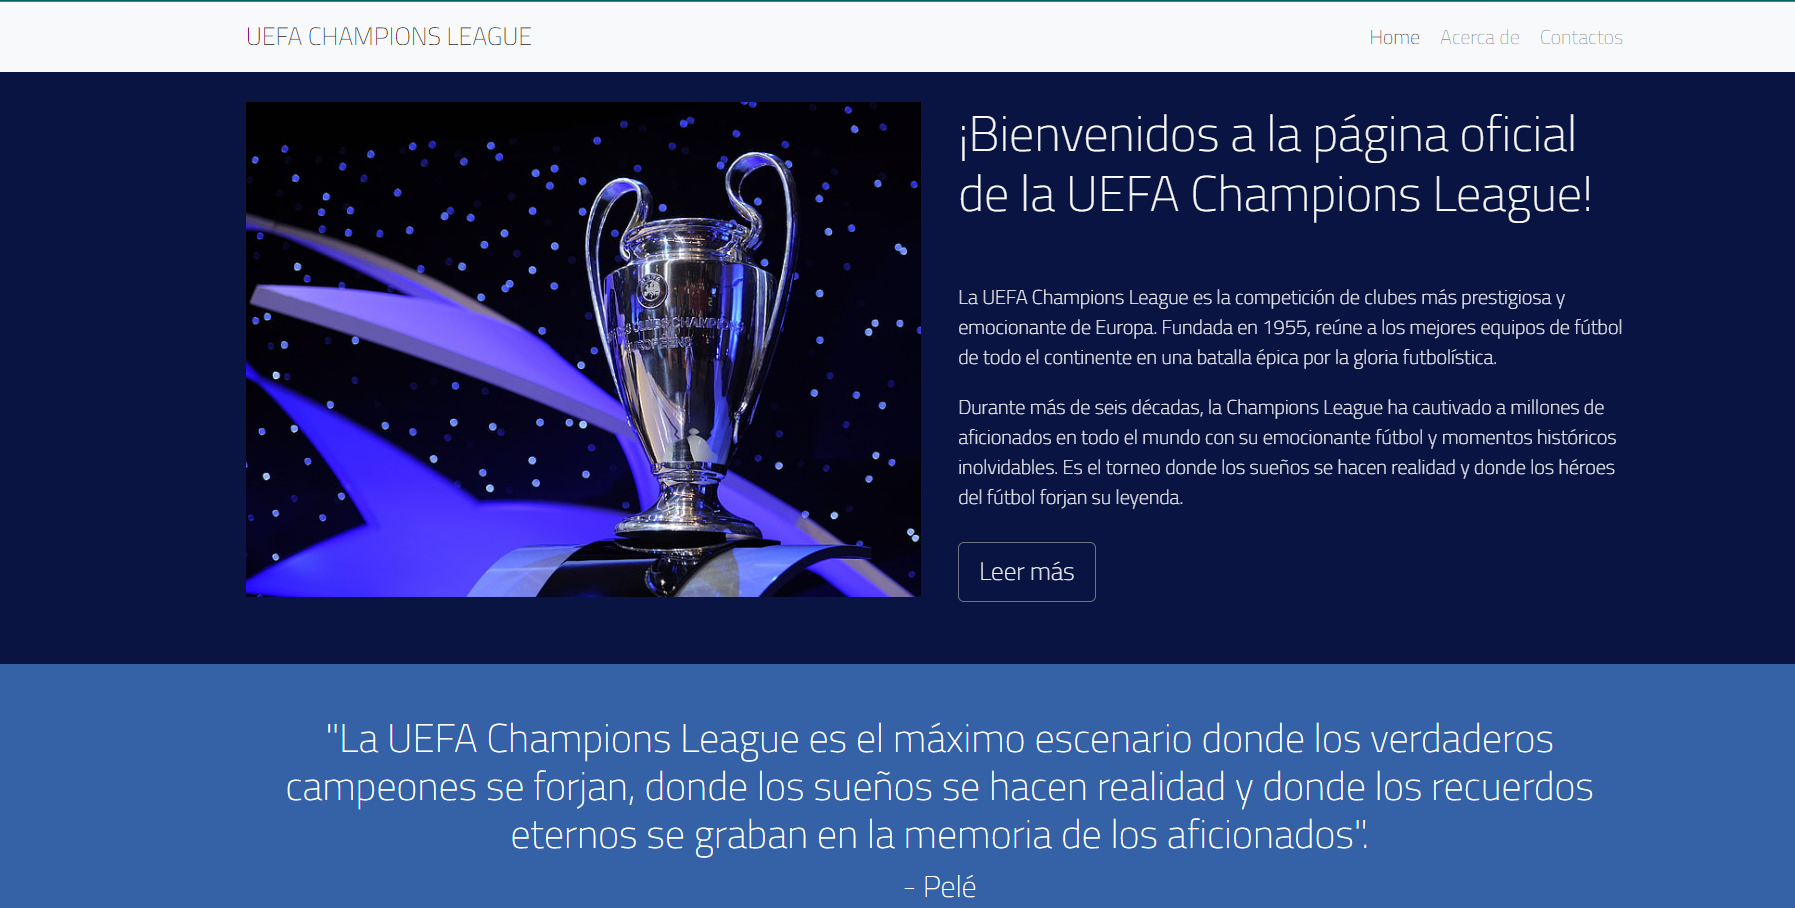 UEFA CHAMPIONS LEAGUE
Home Acerca de Contactos
¡Bienvenidos a la página oficial
de la UEFA Champions League!
La UEFA Champions League es la competición de clubes más prestigiosa y
emocionante de Europa. Fundada en 1955, reúne a los mejores equipos de fútbol
de todo el continente en una batalla épica por la gloria futbolística.
Durante más de seis décadas, la Champions League ha cautivado a millones de
aficionados en todo el mundo con su emocionante fútbol y momentos históricos
inolvidables. Es el torneo donde los sueños se hacen realidad y donde los héroes
del fútbol forjan su leyenda.
Leer más
"La UEFA Champions League es el máximo escenario donde los verdaderos
campeones se forjan, donde los sueños se hacen realidad y donde los recuerdos
eternos se graban en la memoria de los aficionados".
- Pelé